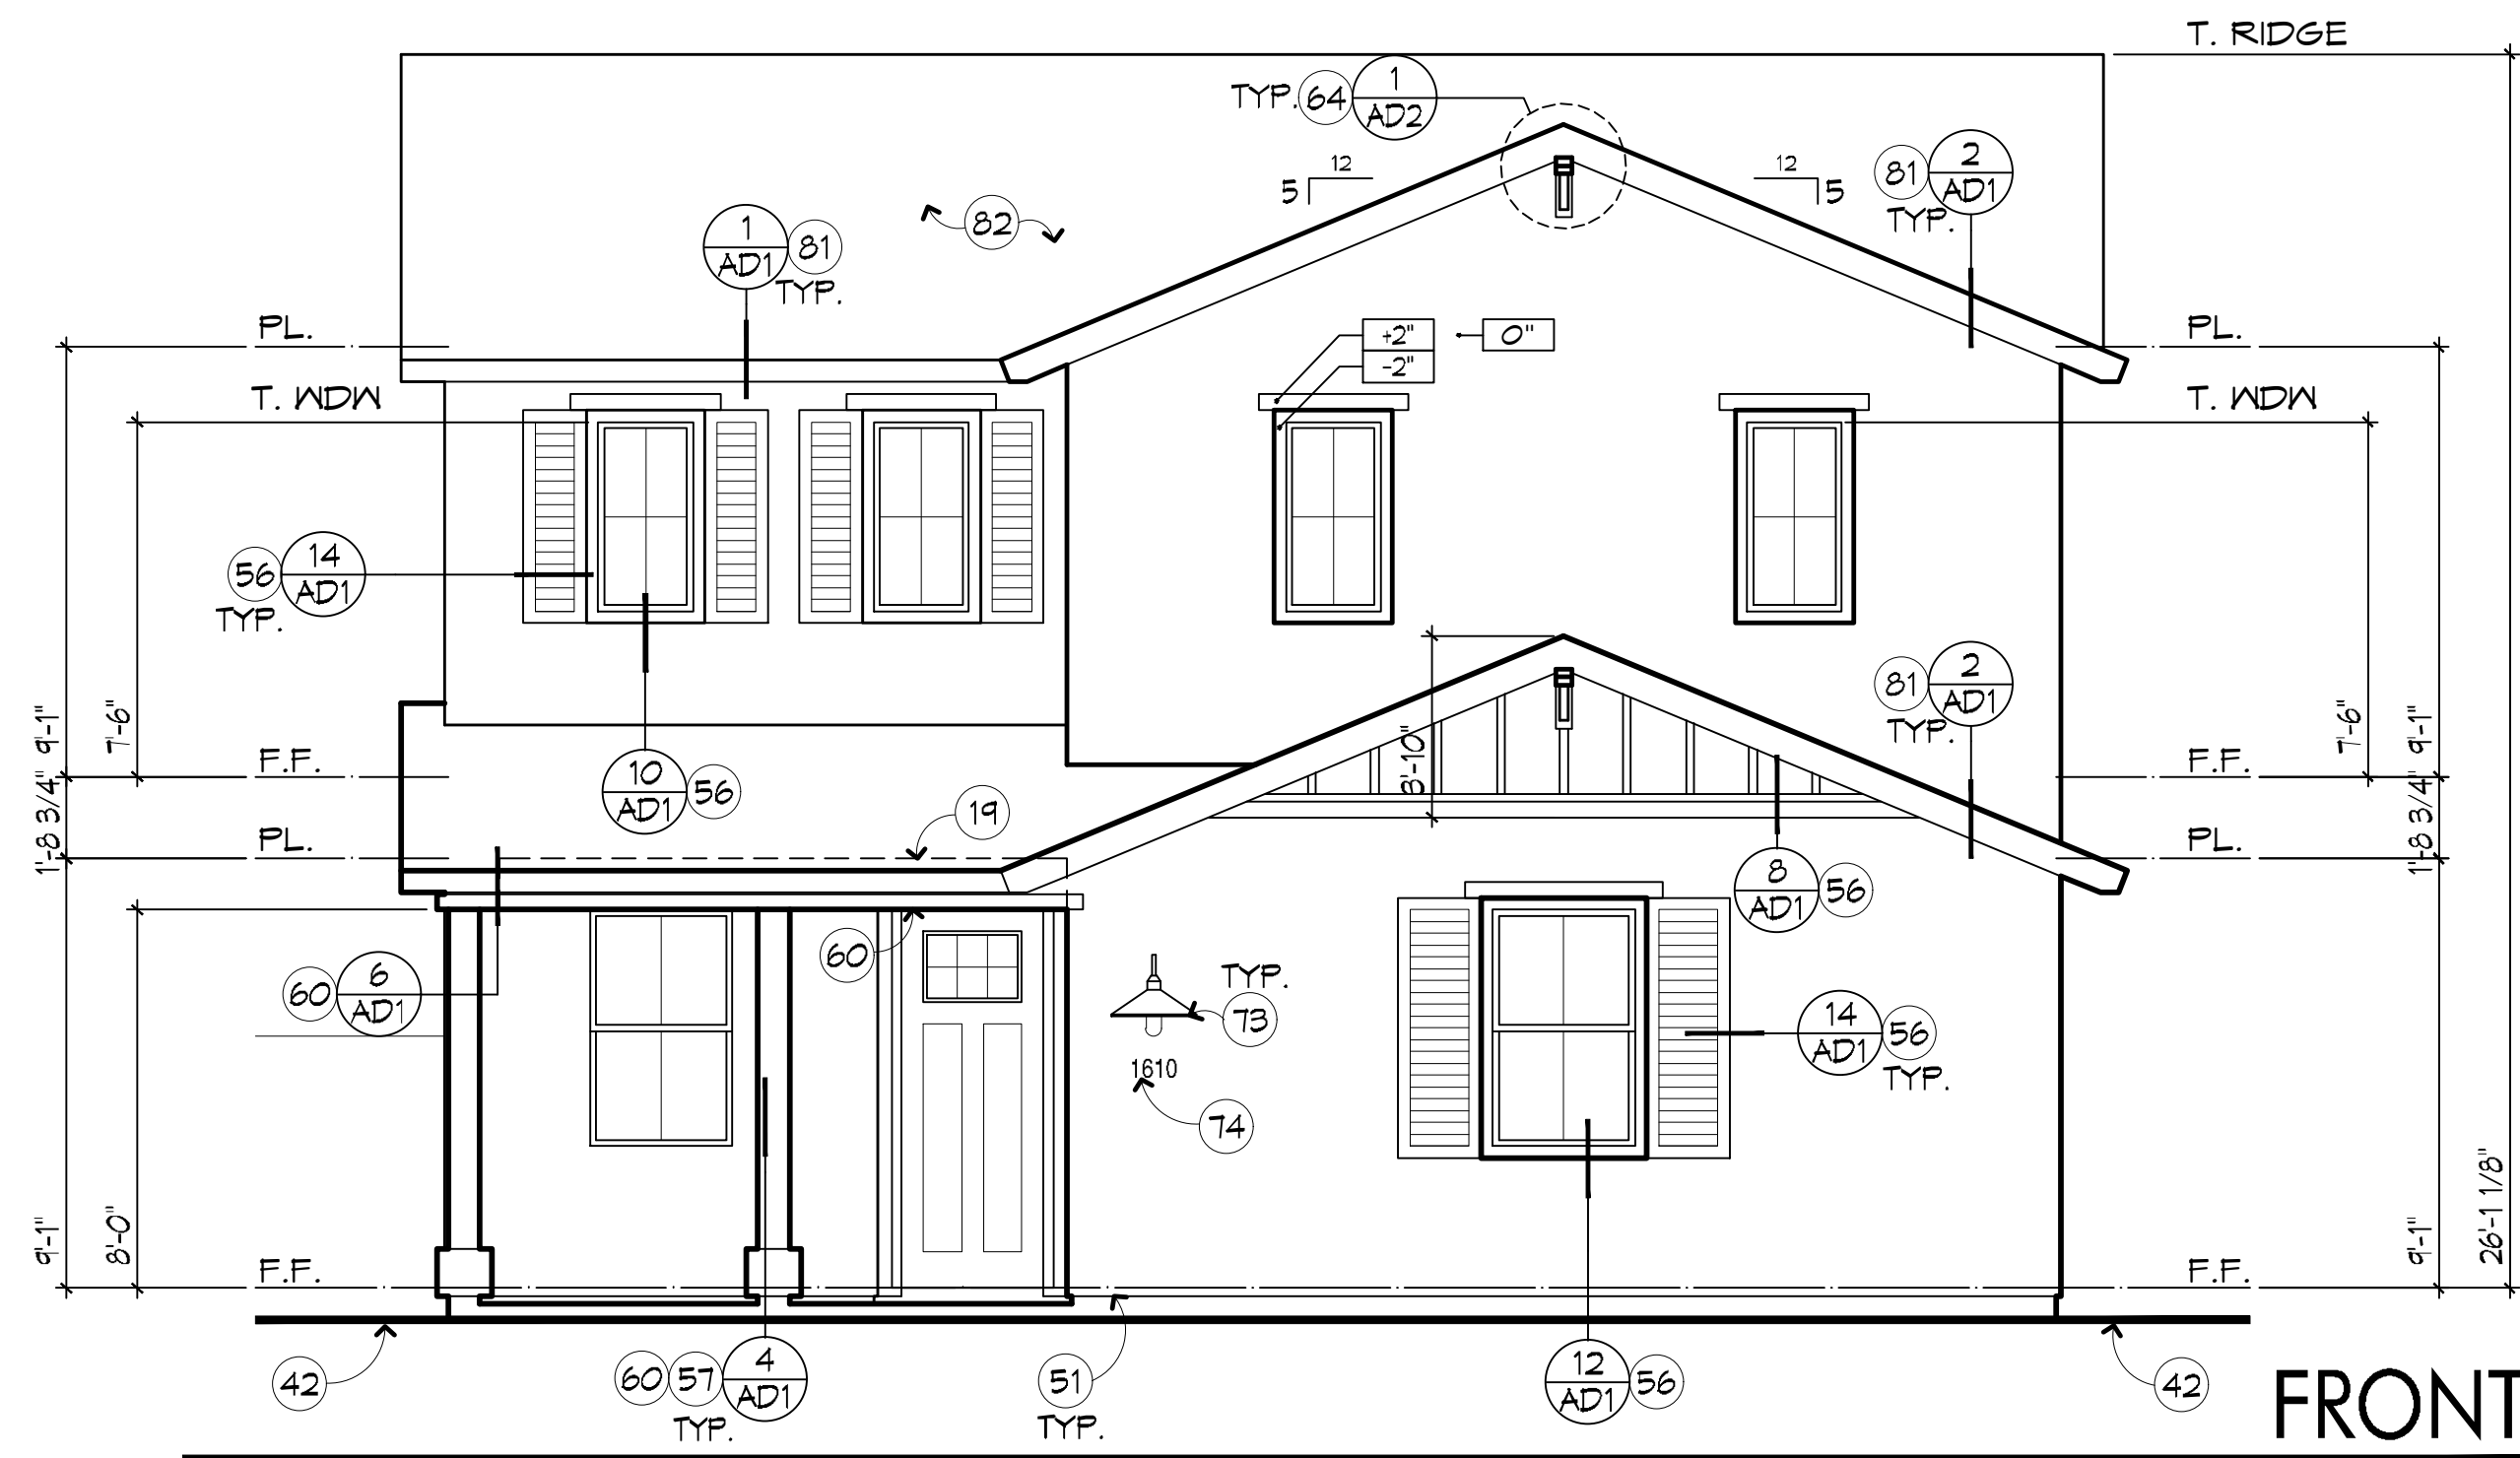 T. RIDGE
TYP. 64 1
AD2
12
5
12
5
81 2
AD1
TYP.
82
1 81
AD1
TYP.
PL.
+2"
-2"
0"
PL.
T. WDW
T. WDW
56 14
AD1
TYP.
81 2
AD1
TYP.
9'-1"
7'-6"
3'-10"
7'-6"
9'-1"
F.F.
10 56
AD1
F.F.
1'-8 3/4"
19
1'-8 3/4"
PL.
PL.
8 56
AD1
60 6
AD1
60
TYP.
73
14 56
AD1
TYP.
1610
74
9'-1"
8'-0"
9'-1"
26'-1 1/8"
F.F.
F.F.
42
60 57 4
AD1
TYP.
51
TYP.
12 56
AD1
42
FRONT